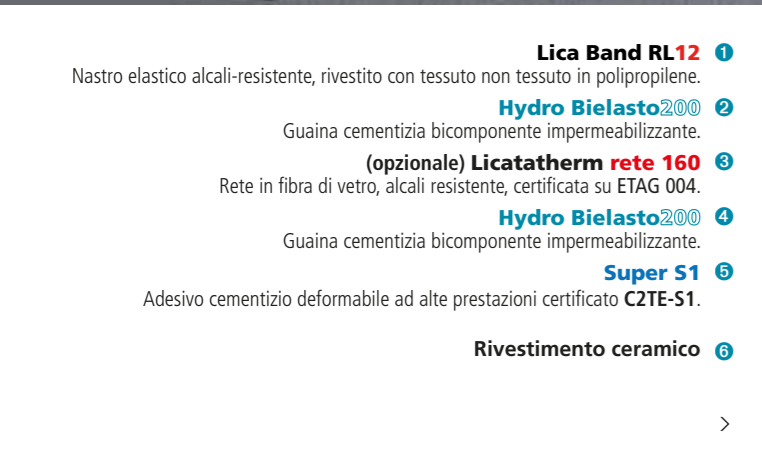 Lica Band RL12 1
Nastro elastico alcali-resistente, rivestito con tessuto non tessuto in polipropilene.
Hydro Bielasto200 2
Guaina cementizia bicomponente impermeabilizzante.
(opzionale) Licatatherm rete 160 3
Rete in fibra di vetro, alcali resistente, certificata su ETAG 004.
Hydro Bielasto200 4
Guaina cementizia bicomponente impermeabilizzante.
Super S1 5
Adesivo cementizio deformabile ad alte prestazioni certificato C2TE-S1.
Rivestimento ceramico 6